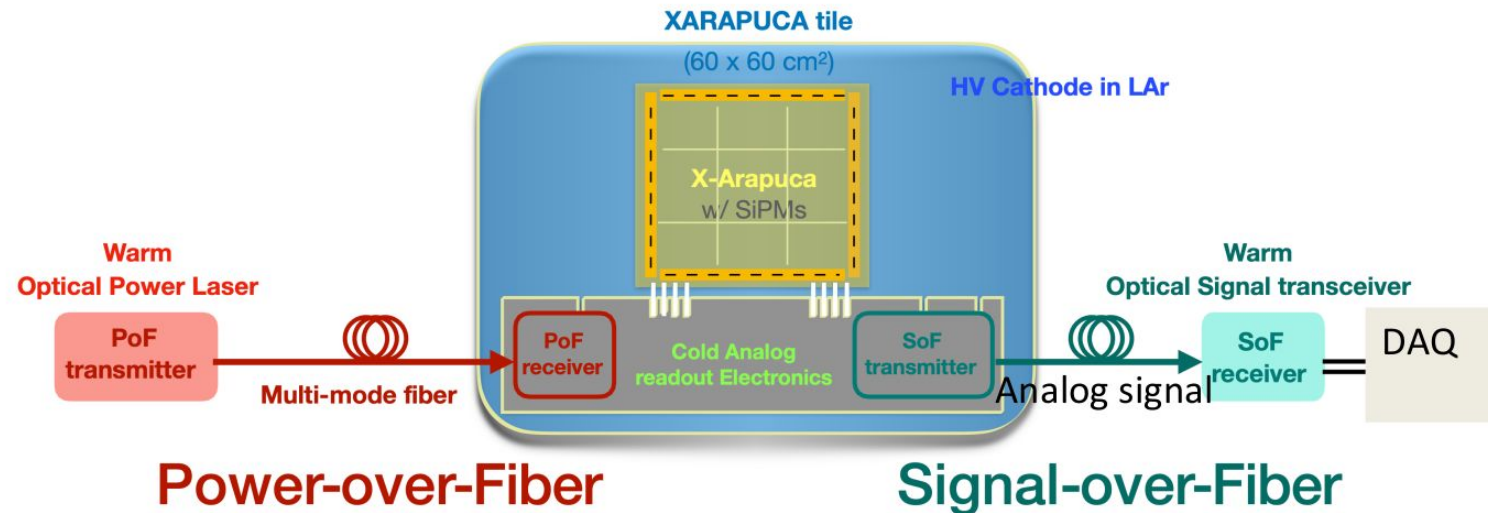 XARAPUCA tile
(60 x 60 cm²)
HV Cathode in LAr
X-Arapuca
w/ SiPMs
Warm
Optical Power Laser
PoF
transmitter
Multi-mode fiber
PoF
receiver
Cold Analog
readout Electronics
SoF
transmitter
Analog signal
Warm
Optical Signal transceiver
SoF
receiver
DAQ
Power-over-Fiber
Signal-over-Fiber